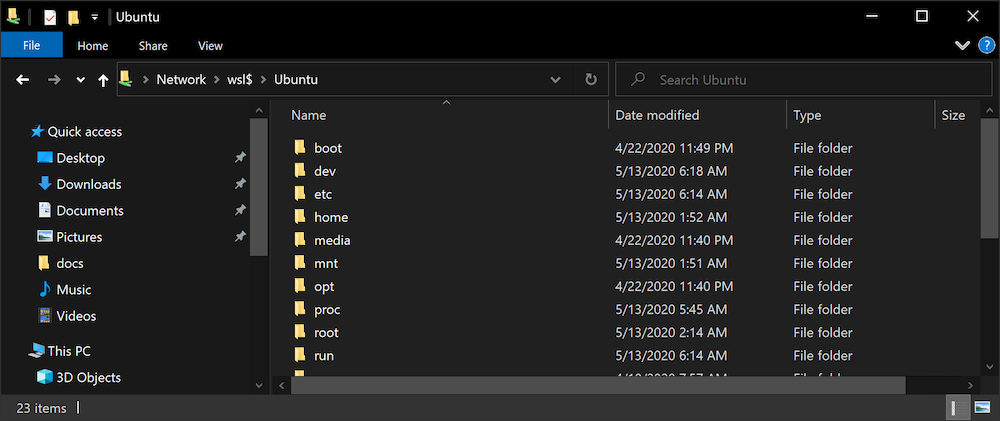 Ubuntu
File Home Share View
Network wsl$ Ubuntu Search Ubuntu
Name Date modified Type Size
Quick access
Desktop
Downloads
Documents
Pictures
docs
Music
Videos
This PC
3D Objects
boot 4/22/2020 11:49 PM File folder
dev 5/13/2020 6:18 AM File folder
etc 5/13/2020 6:14 AM File folder
home 5/13/2020 1:52 AM File folder
media 4/22/2020 11:40 PM File folder
mnt 5/13/2020 1:51 AM File folder
opt 4/22/2020 11:40 PM File folder
proc 5/13/2020 5:45 AM File folder
root 5/13/2020 2:14 AM File folder
run 5/13/2020 6:14 AM File folder
23 items